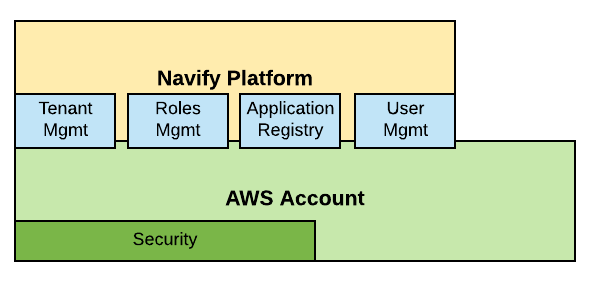 Navify Platform
Tenant
Mgmt
Roles
Mgmt
Application
Registry
User
Mgmt
AWS Account
Security